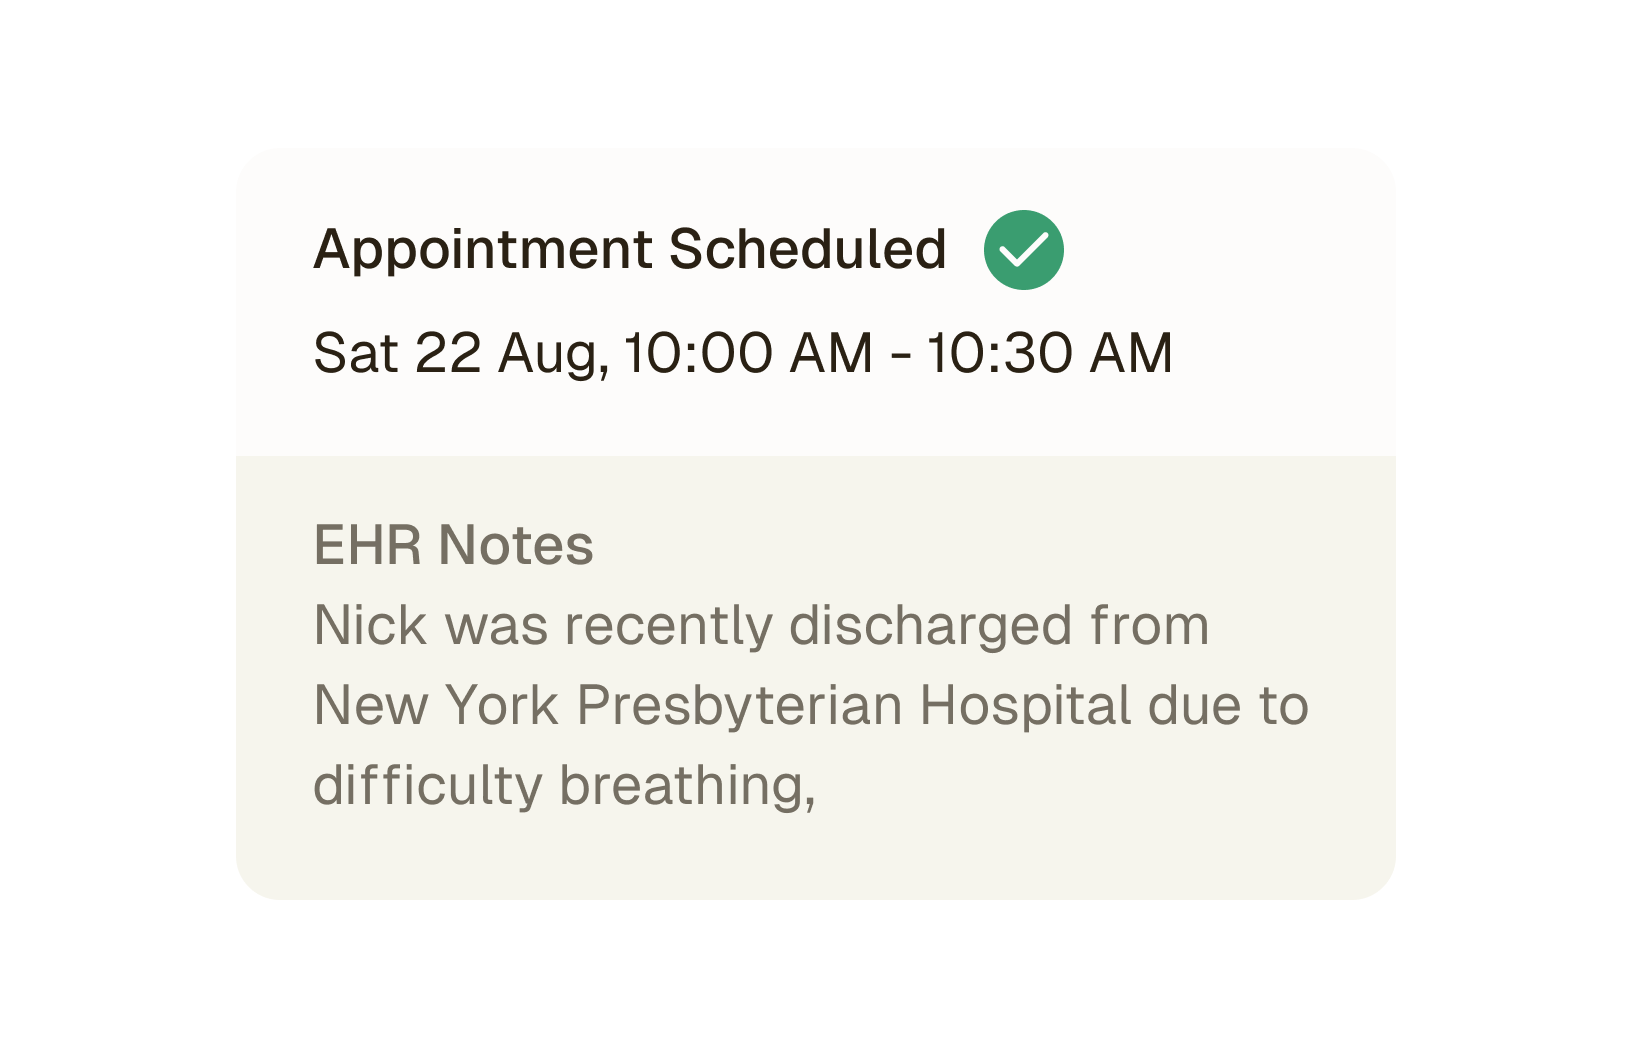 Appointment Scheduled
Sat 22 Aug, 10:00 AM - 10:30 AM
EHR Notes
Nick was recently discharged from
New York Presbyterian Hospital due to
difficulty breathing,